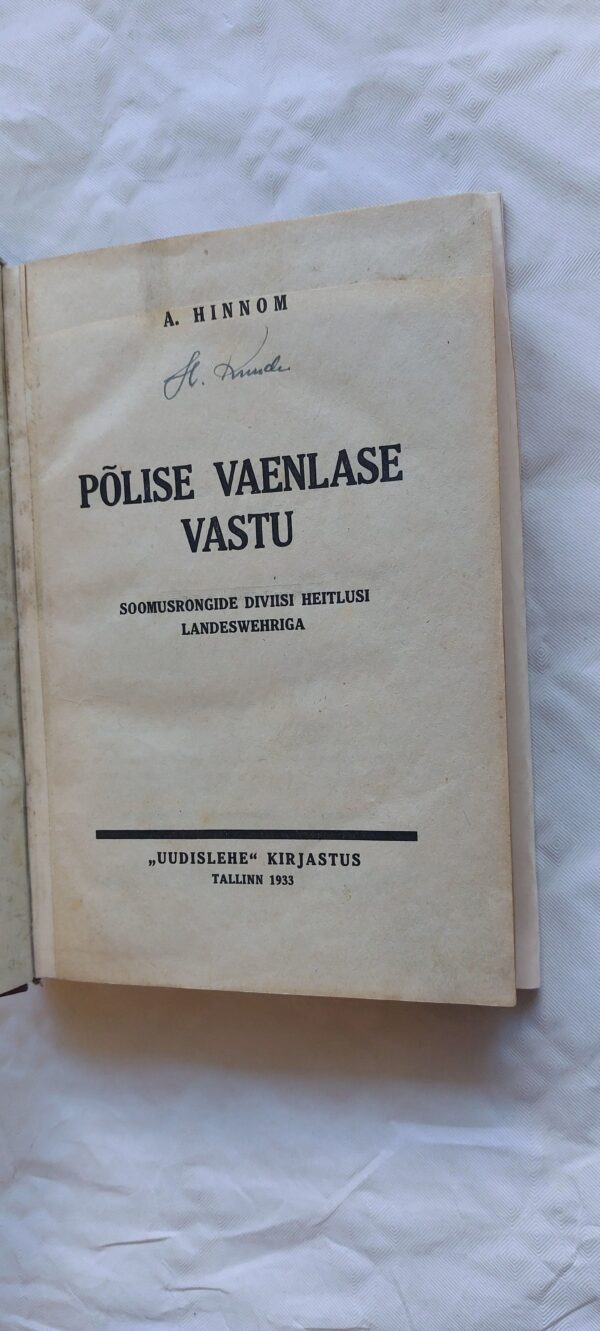 A. HINNOM
PÕLISE VAENLASE
VASTU
SOOMUSRONGIDE DIVIISI HEITLUSI
LANDESWEHRIGA
„UUDISLEHE“ KIRJASTUS
TALLINN 1933